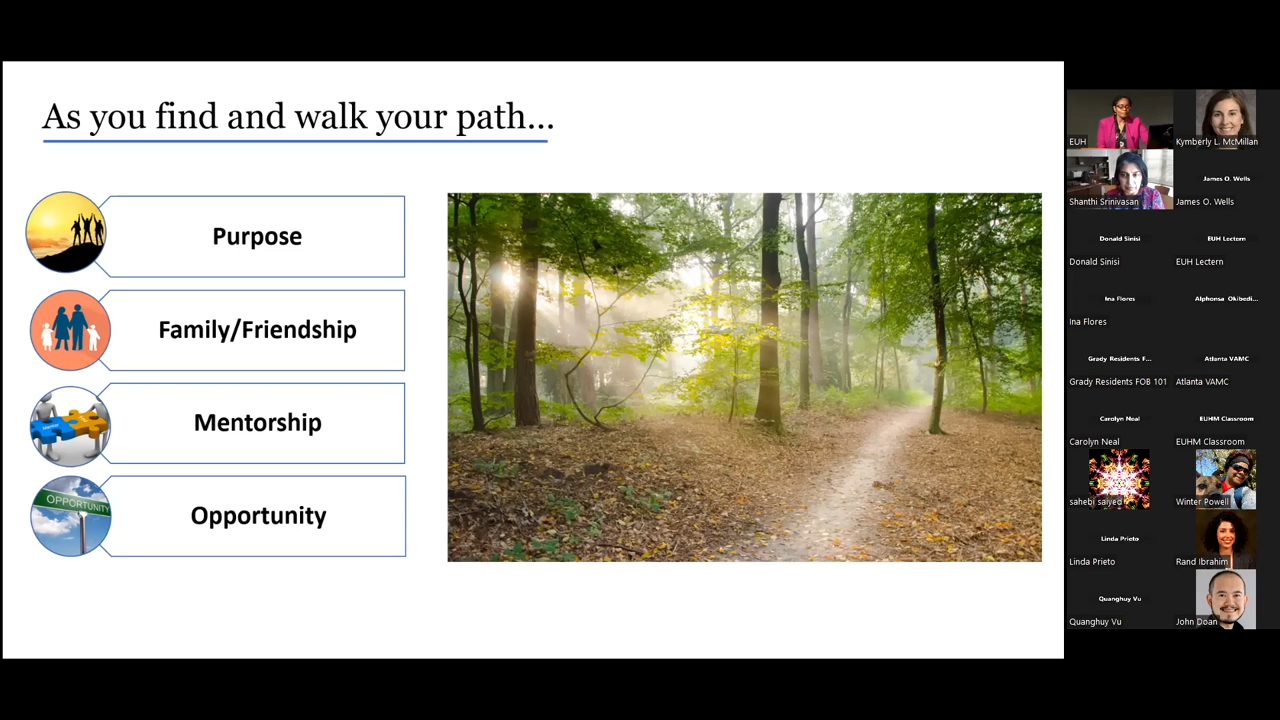 As you find and walk your path...
Purpose
Family/Friendship
Mentorship
OPPORTUNITY
Opportunity
EUH
Kymberly L. McMillan
Shanthi Srinivasan
James O. Wells
James O. Wells
Donald Sinisi
Donald Sinisi
EUH Lectern
EUH Lectern
Ina Flores
Ina Flores
Alphonsa Okibedi...
Grady Residents F...
Grady Residents FOB 101
Atlanta VAMC
Atlanta VAMC
Carolyn Neal
Carolyn Neal
EUHM Classroom
EUHM Classroom
sahebi saiyed
Winter Powell
Linda Prieto
Linda Prieto
Rand Ibrahim
Quanghuy Vu
Quanghuy Vu
John Doan